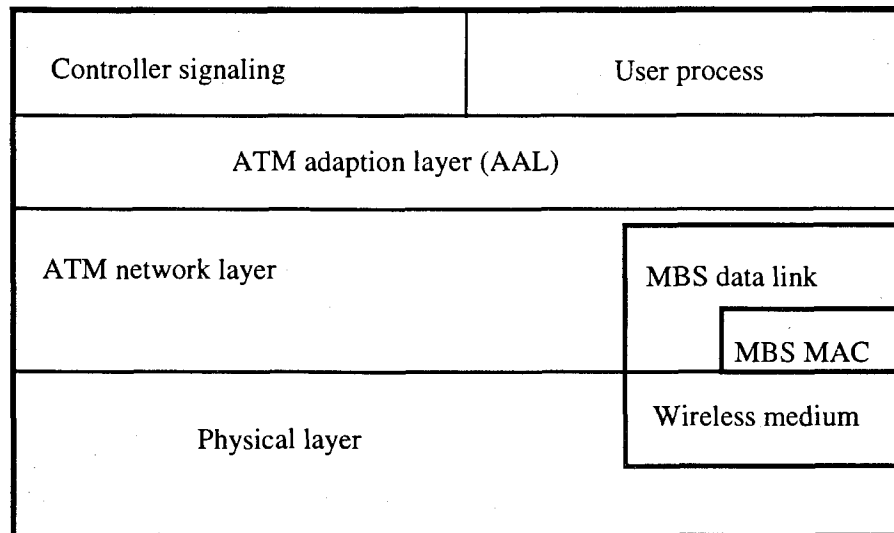 Controller signaling
User process
ATM adaption layer (AAL)
ATM network layer
MBS data link
MBS MAC
Wireless medium
Physical layer